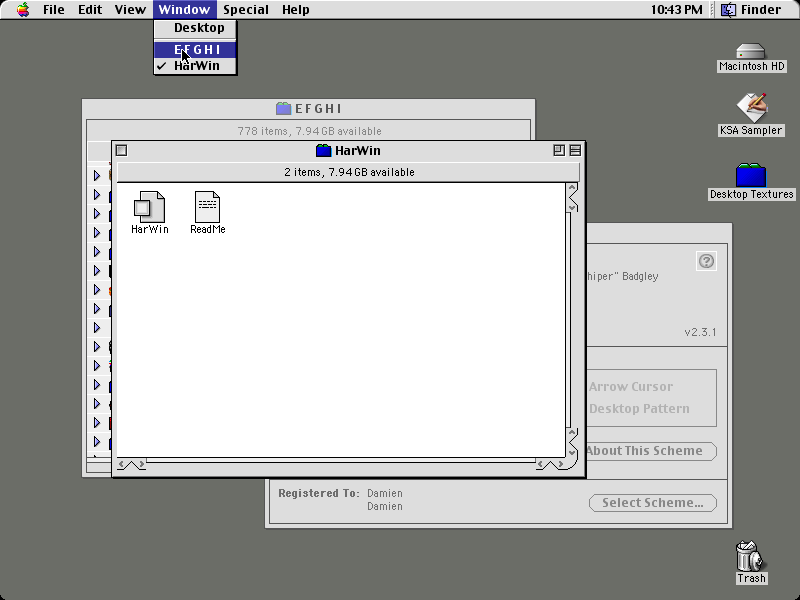 File Edit View Window Special Help 10:43 PM Finder
Desktop
E F G H I
HarWin
Macintosh HD
KSA Sampler
Desktop Textures
E F G H I
778 items, 7.94 GB available
HarWin
2 items, 7.94 GB available
HarWin ReadMe
hiper" Badgley
v2.3.1
Arrow Cursor
Desktop Pattern
About This Scheme
Registered To: Damien
Damien
Select Scheme...
Trash